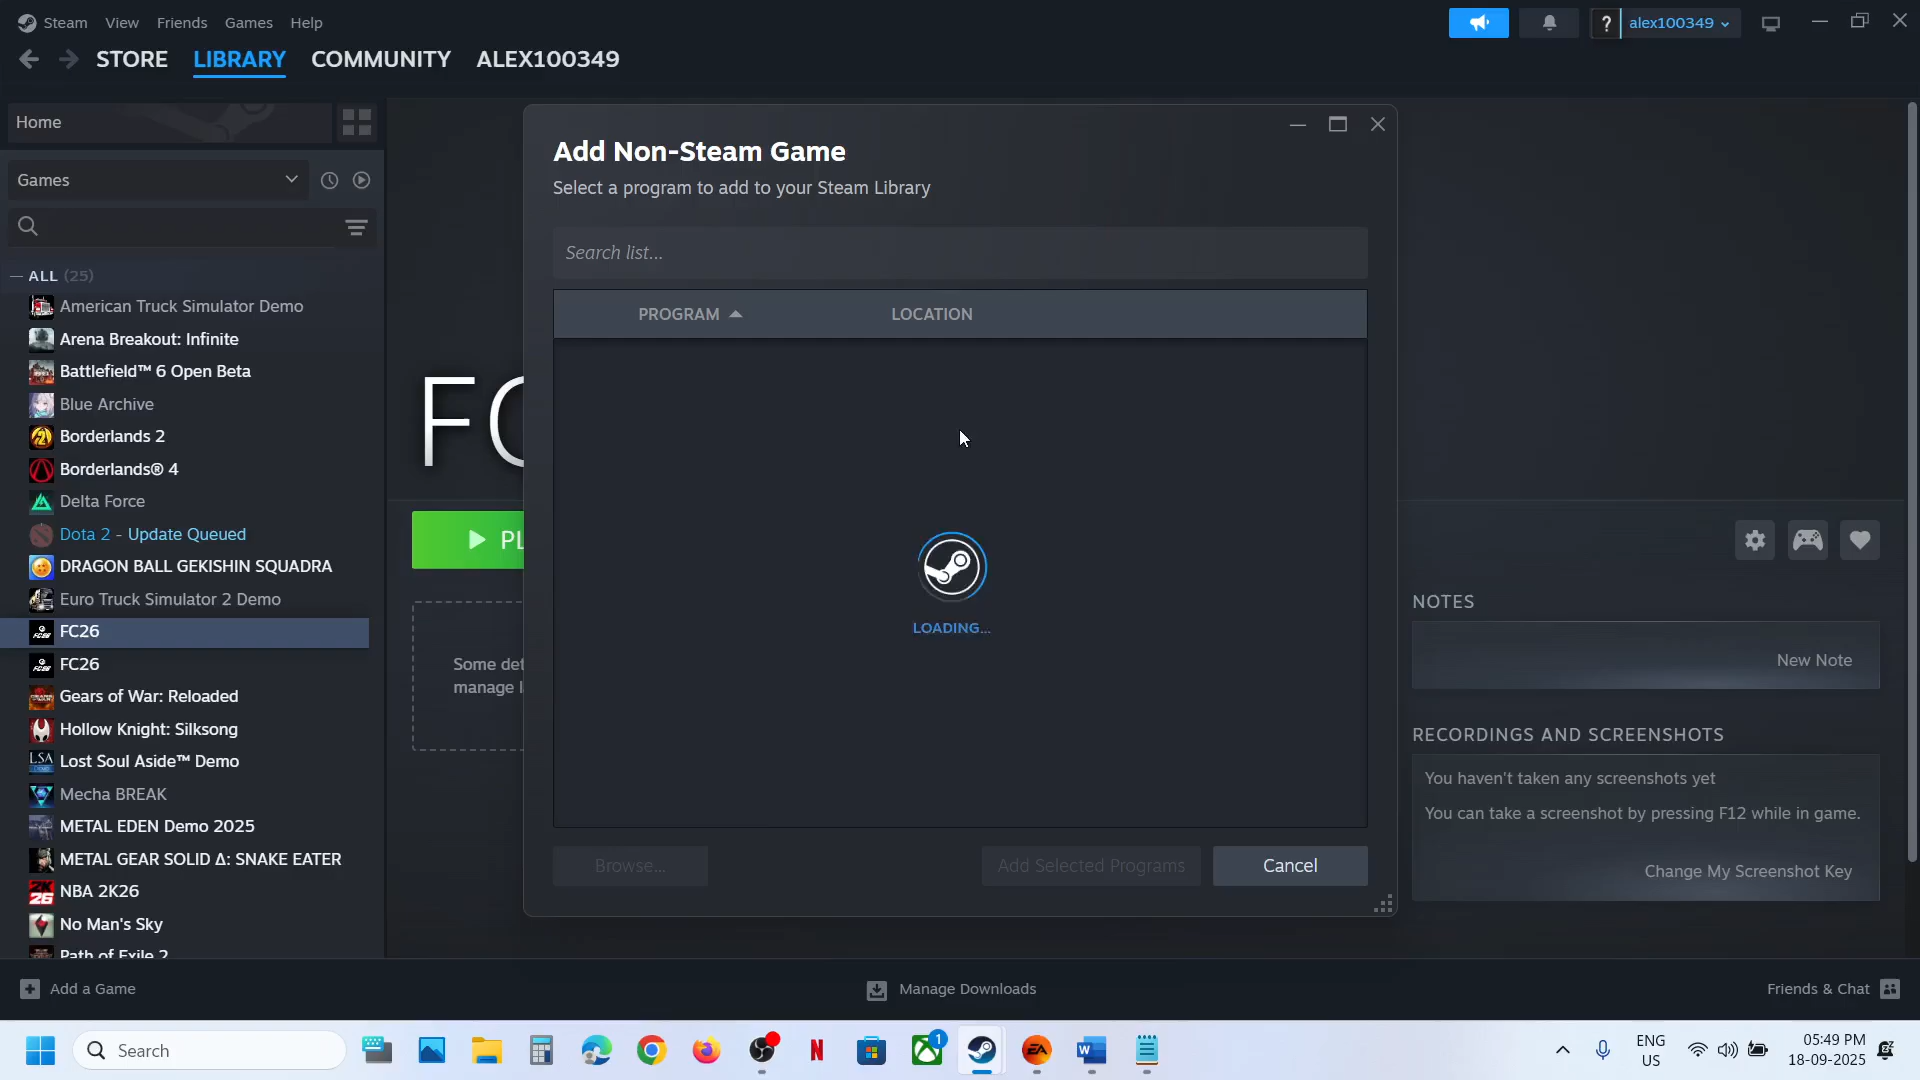 Steam View Friends Games Help
? alex100349
STORE LIBRARY COMMUNITY ALEX100349
Home
Games
ALL (25)
American Truck Simulator Demo
Arena Breakout: Infinite
Battlefield™ 6 Open Beta
Blue Archive
Borderlands 2
Borderlands® 4
Delta Force
Dota 2 - Update Queued
DRAGON BALL GEKISHIN SQUADRA
Euro Truck Simulator 2 Demo
FC26
FC26
Gears of War: Reloaded
Hollow Knight: Silksong
Lost Soul Aside™ Demo
Mecha BREAK
METAL EDEN Demo 2025
METAL GEAR SOLID Δ: SNAKE EATER
NBA 2K26
No Man's Sky
Path of Exile 2
Add a Game
FC
PL
Some det
manage l
Add Non-Steam Game
Select a program to add to your Steam Library
Search list...
PROGRAM LOCATION
LOADING...
Browse... Add Selected Programs Cancel
NOTES
New Note
RECORDINGS AND SCREENSHOTS
You haven't taken any screenshots yet
You can take a screenshot by pressing F12 while in game.
Change My Screenshot Key
Manage Downloads
Friends & Chat
Search
1
EA
ENG
US
05:49 PM
18-09-2025